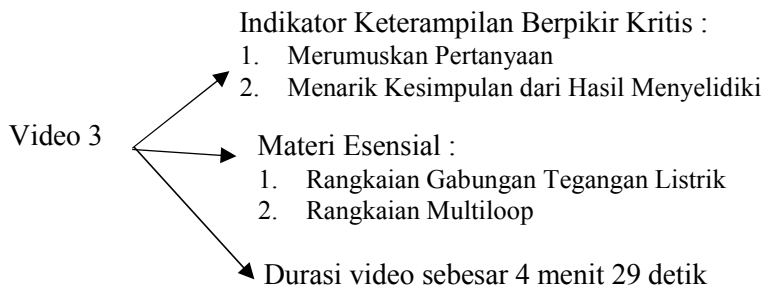 Indikator Keterampilan Berpikir Kritis :
1. Merumuskan Pertanyaan
2. Menarik Kesimpulan dari Hasil Menyelidiki
Video 3
Materi Esensial :
1. Rangkaian Gabungan Tegangan Listrik
2. Rangkaian Multiloop
Durasi video sebesar 4 menit 29 detik